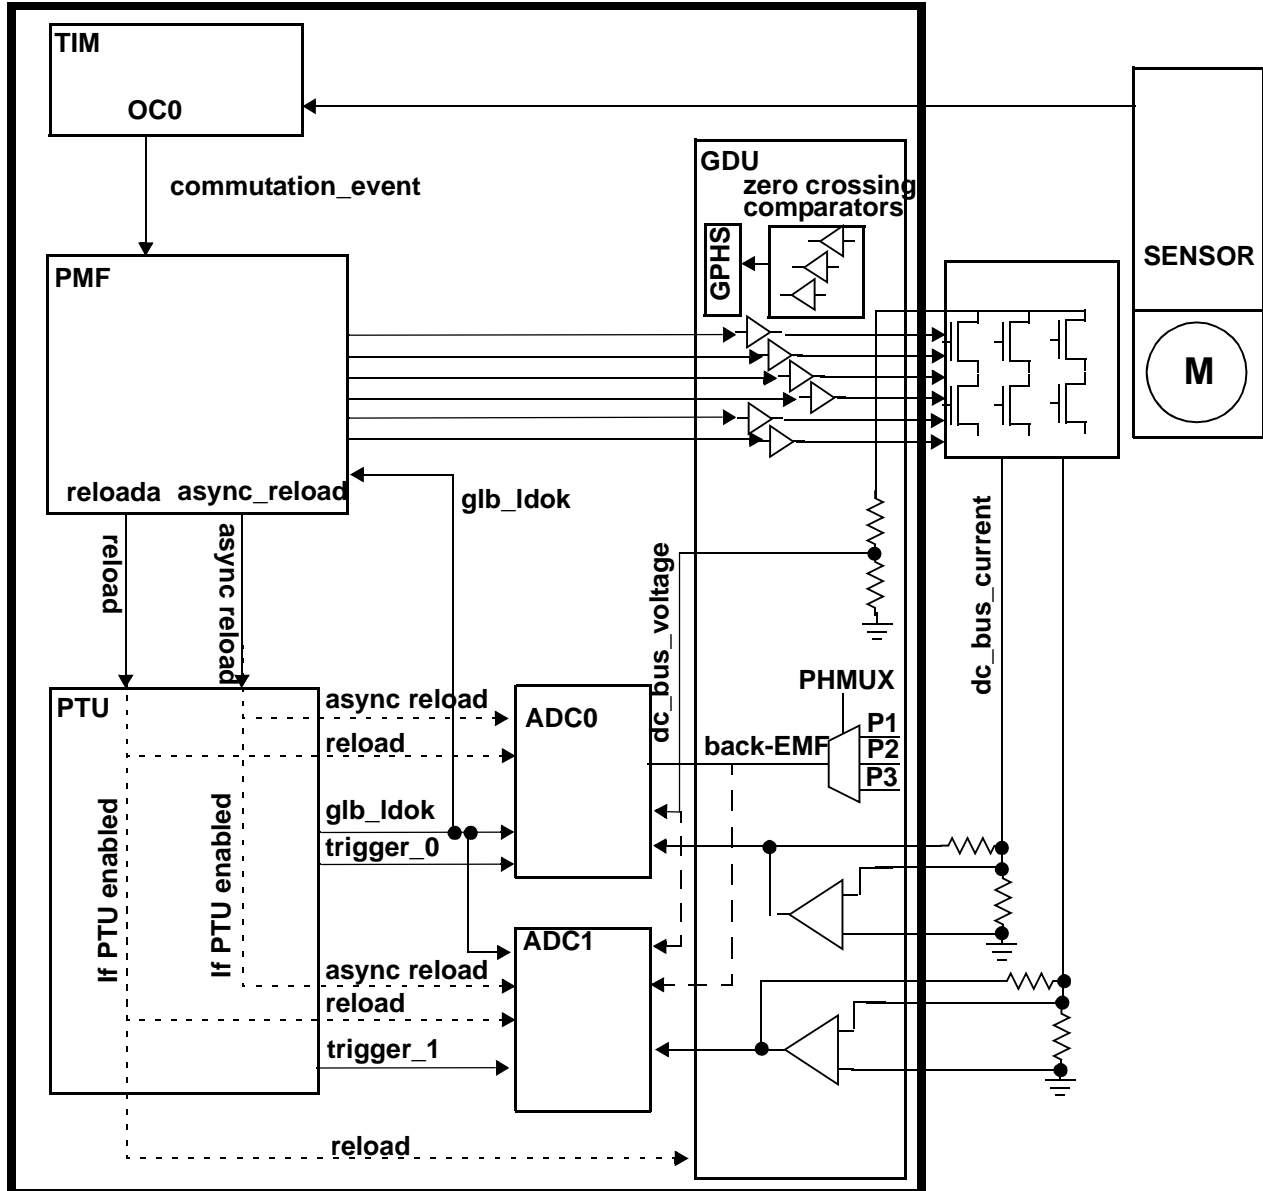 TIM
OC0
commutation_event
GDU
zero crossing
comparators
GPHS
SENSOR
PMF
M
reloada
async_reload
glb_ldok
reload
async reload
dc_bus_voltage
dc_bus_current
PHMUX
PTU
async reload
ADC0
P1
reload
back-EMF
P2
P3
If PTU enabled
If PTU enabled
glb_ldok
trigger_0
ADC1
async reload
reload
trigger_1
reload